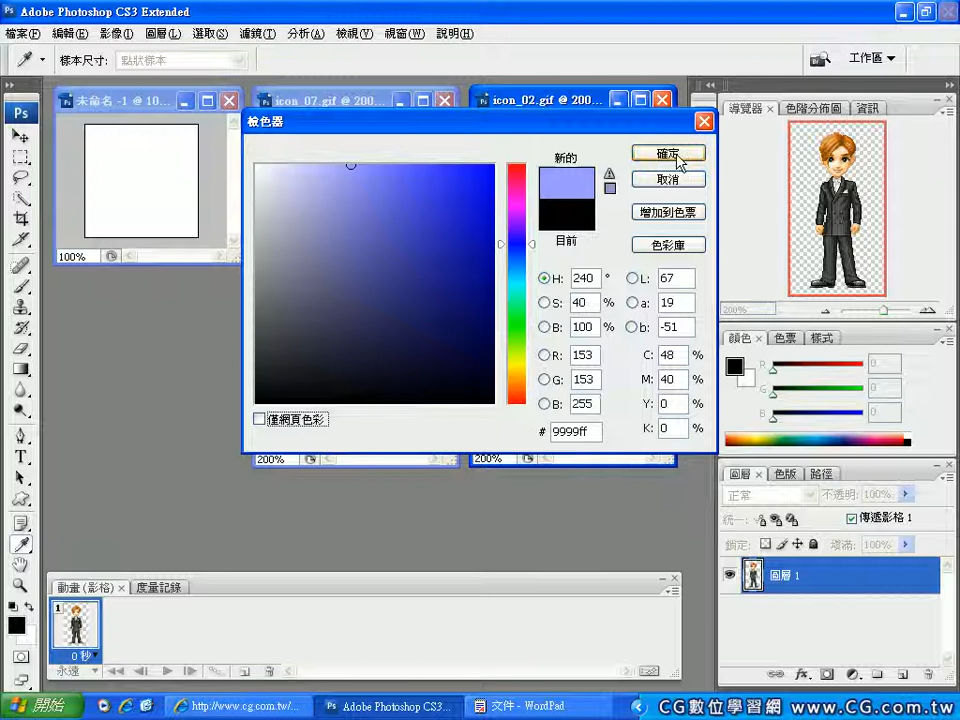 Adobe Photoshop CS3 Extended
檔案(F) 編輯(E) 影像(I) 圖層(L) 選取(S) 濾鏡(T) 分析(A) 檢視(V) 視窗(W) 說明(H)
樣本尺寸: 點狀樣本 工作區
未命名 -1 @ 10... icon_07.gif @ 200... icon_02.gif @ 200...
導覽器 × 色階分佈圖 資訊
Ps
檢色器
新的
目前
確定
取消
增加到色票
色彩庫
H: 240 ° L: 67
S: 40 % a: 19
B: 100 % b: -51
R: 153 C: 48 %
G: 153 M: 40 %
B: 255 Y: 0 %
# 9999ff K: 0 %
僅網頁色彩
100%
200% 200%
200%
顏色 × 色票 樣式
R 0
G 0
B 0
圖層 × 色版 路徑
正常 不透明: 100%
統一: 傳遞影格 1
鎖定: 填滿: 100%
圖層 1
動畫 (影格) × 度量記錄
1
0 秒
永遠
開始 http://www.cg.com.tw/... Adobe Photoshop CS3... 文件 - WordPad
CG數位學習網 www.CG.com.tw